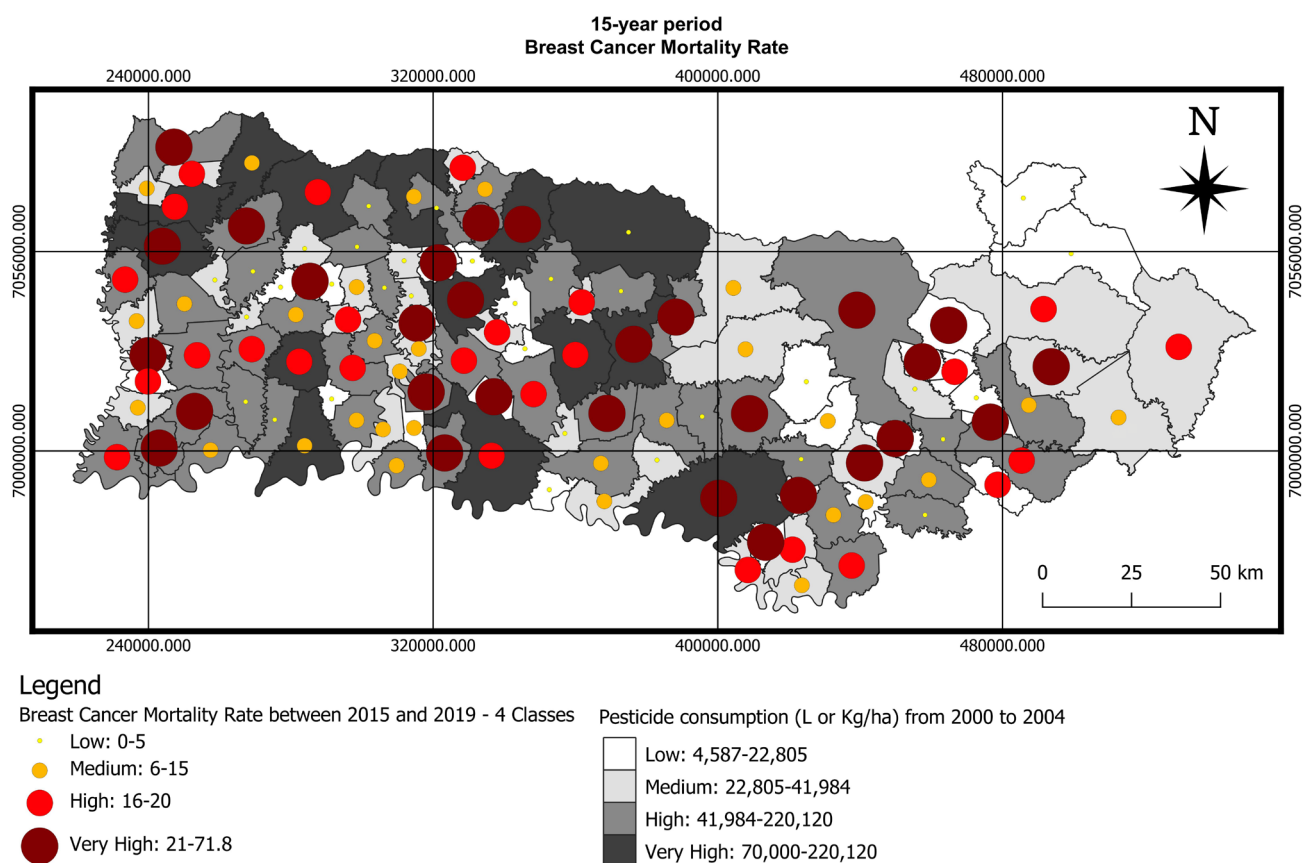 15-year period
Breast Cancer Mortality Rate
240000.000 320000.000 400000.000 480000.000
N
7056000.000 7056000.000
7000000.000 7000000.000
0 25 50 km
240000.000 320000.000 400000.000 480000.000
Legend
Breast Cancer Mortality Rate between 2015 and 2019 - 4 Classes
Low: 0-5
Medium: 6-15
High: 16-20
Very High: 21-71.8
Pesticide consumption (L or Kg/ha) from 2000 to 2004
Low: 4,587-22,805
Medium: 22,805-41,984
High: 41,984-220,120
Very High: 70,000-220,120